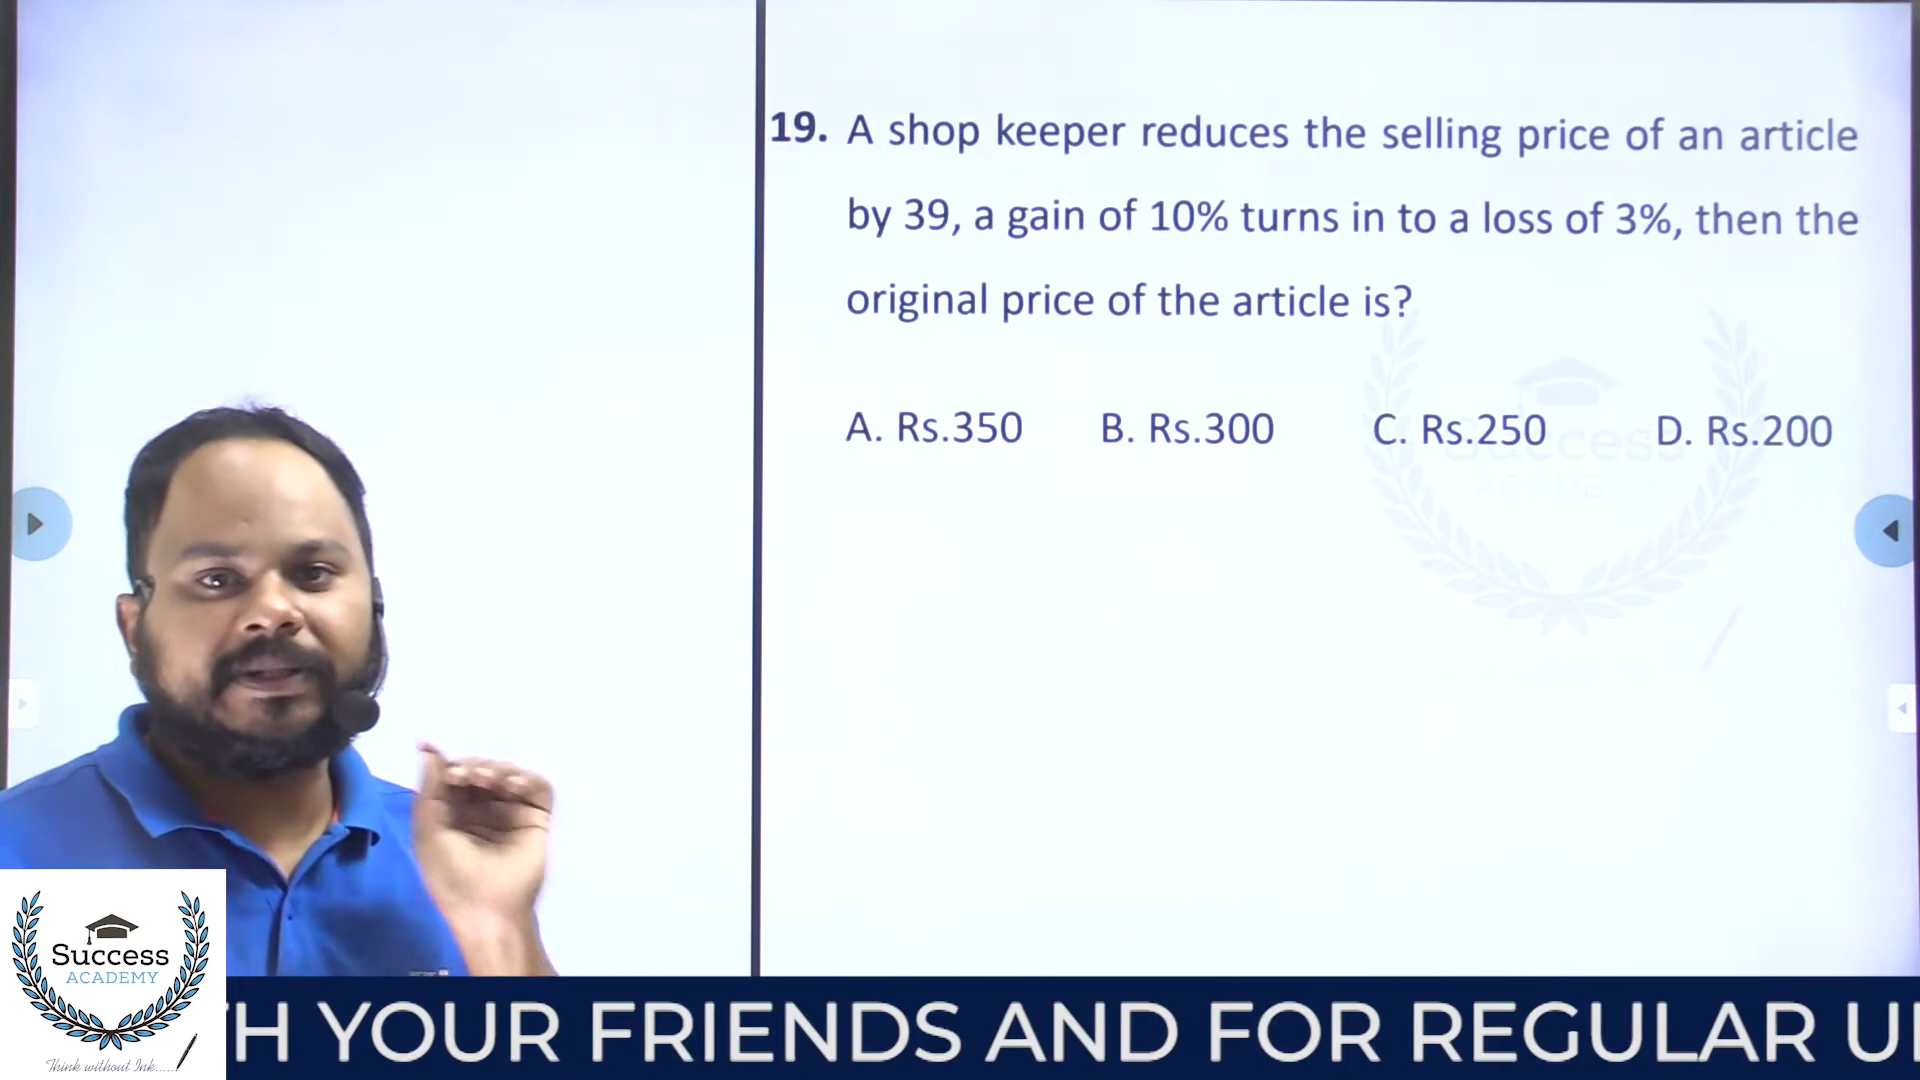 19. A shop keeper reduces the selling price of an article
by 39, a gain of 10% turns in to a loss of 3%, then the
original price of the article is?
A. Rs.350 B. Rs.300 C. Rs.250 D. Rs.200
Success
ACADEMY
Success
ACADEMY
Think without Ink......
H YOUR FRIENDS AND FOR REGULAR U